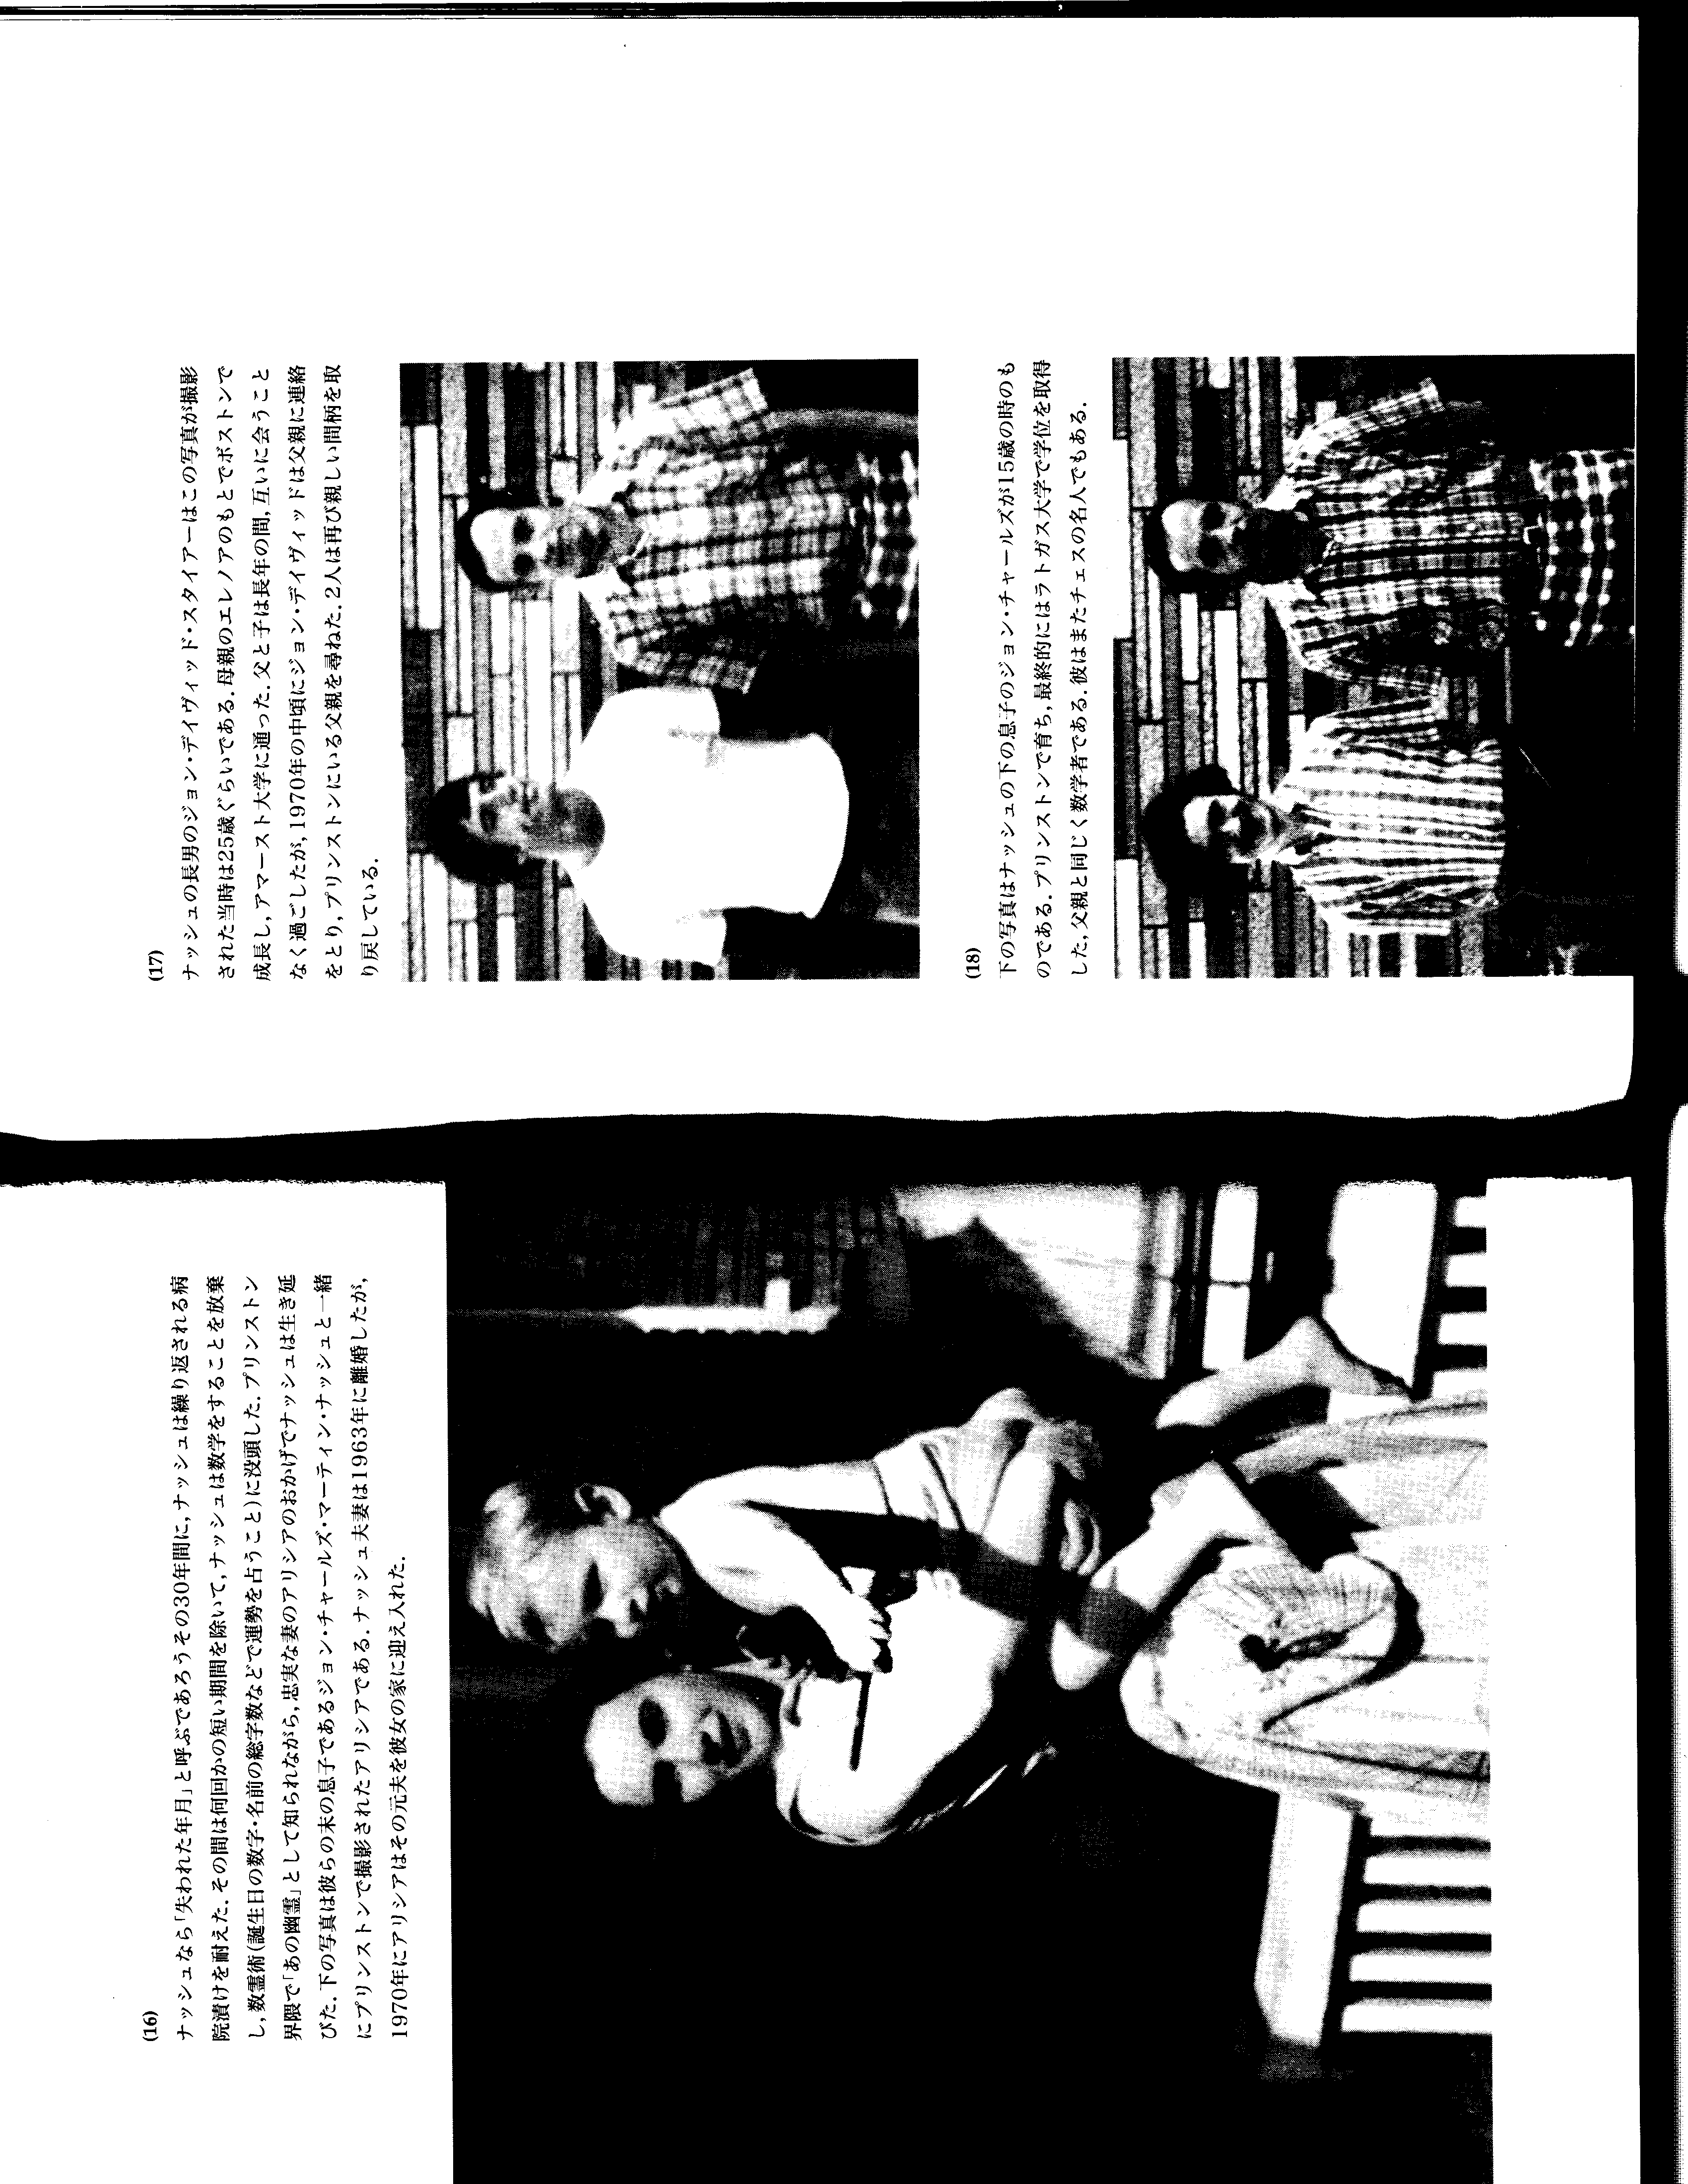 (16)
ナッシュなら「失われた年月」と呼ぶであろうその30年間に,ナッシュは繰り返される病
院漬けを耐えた.その間は何回かの短い期間を除いて,ナッシュは数学をすることを放棄
し,数霊術(誕生日の数字・名前の総字数などで運勢を占うこと)に没頭した.プリンストン
界隈で「あの幽霊」として知られながら,忠実な妻のアリシアのおかげでナッシュは生き延
びた.下の写真は彼らの末の息子であるジョン・チャールズ・マーティン・ナッシュと一緒
にプリンストンで撮影されたアリシアである.ナッシュ夫妻は1963年に離婚したが,
1970年にアリシアはその元夫を彼女の家に迎え入れた.
(17)
ナッシュの長男のジョン・デイヴィッド・スタイアーはこの写真が撮影
された当時は25歳ぐらいである.母親のエレノアのもとでボストンで
成長し,アマースト大学に通った.父と子は長年の間,互いに会うこと
なく過ごしたが,1970年の中頃にジョン・デイヴィッドは父親に連絡
をとり,プリンストンにいる父親を尋ねた.2人は再び親しい間柄を取
り戻している.
(18)
下の写真はナッシュの下の息子のジョン・チャールズが15歳の時のも
のである.プリンストンで育ち,最終的にはラトガス大学で学位を取得
した,父親と同じく数学者である.彼はまたチェスの名人でもある.